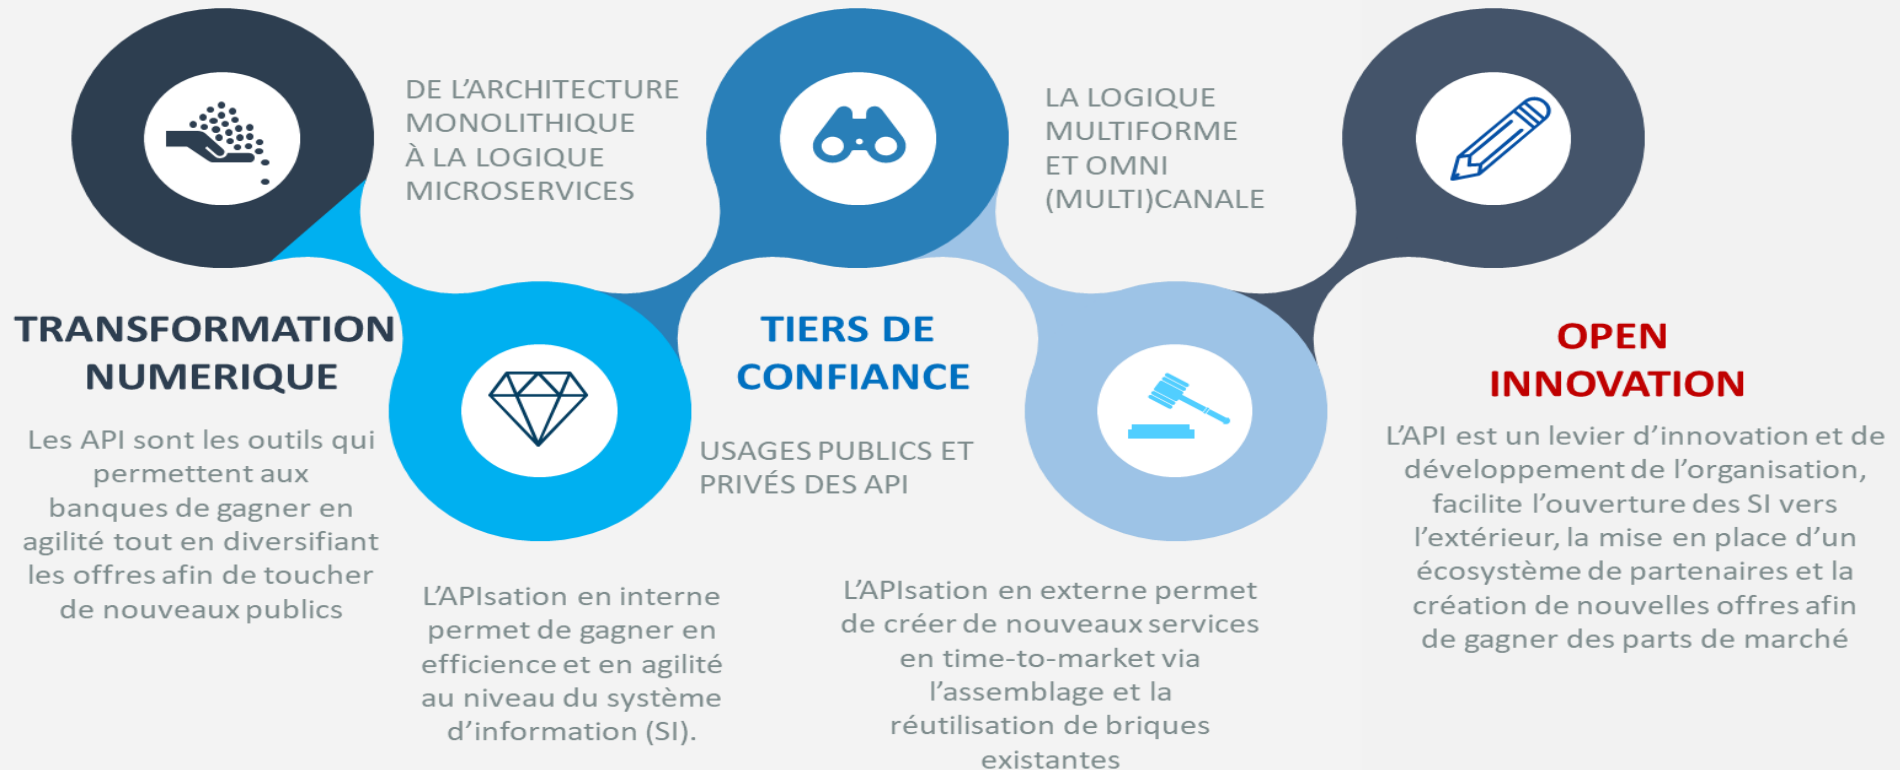 DE L’ARCHITECTURE
MONOLITHIQUE
À LA LOGIQUE
MICROSERVICES
LA LOGIQUE
MULTIFORME
ET OMNI
(MULTI)CANALE
TRANSFORMATION
NUMERIQUE
Les API sont les outils qui
permettent aux
banques de gagner en
agilité tout en diversifiant
les offres afin de toucher
de nouveaux publics
L’APIsation en interne
permet de gagner en
efficience et en agilité
au niveau du système
d’information (SI).
TIERS DE
CONFIANCE
USAGES PUBLICS ET
PRIVÉS DES API
L’APIsation en externe permet
de créer de nouveaux services
en time-to-market via
l’assemblage et la
réutilisation de briques
existantes
OPEN
INNOVATION
L’API est un levier d’innovation et de
développement de l’organisation,
facilite l’ouverture des SI vers
l’extérieur, la mise en place d’un
écosystème de partenaires et la
création de nouvelles offres afin
de gagner des parts de marché